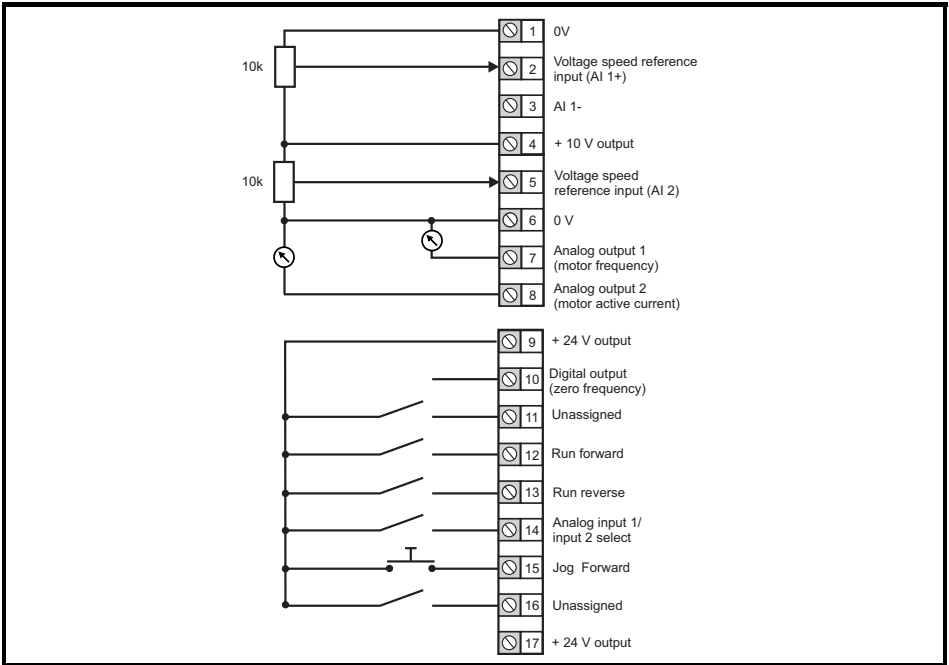 1 0V
10k
2 Voltage speed reference
input (AI 1+)
3 AI 1-
4 + 10 V output
10k
5 Voltage speed
reference input (AI 2)
6 0 V
7 Analog output 1
(motor frequency)
8 Analog output 2
(motor active current)
9 + 24 V output
10 Digital output
(zero frequency)
11 Unassigned
12 Run forward
13 Run reverse
14 Analog input 1/
input 2 select
15 Jog Forward
16 Unassigned
17 + 24 V output